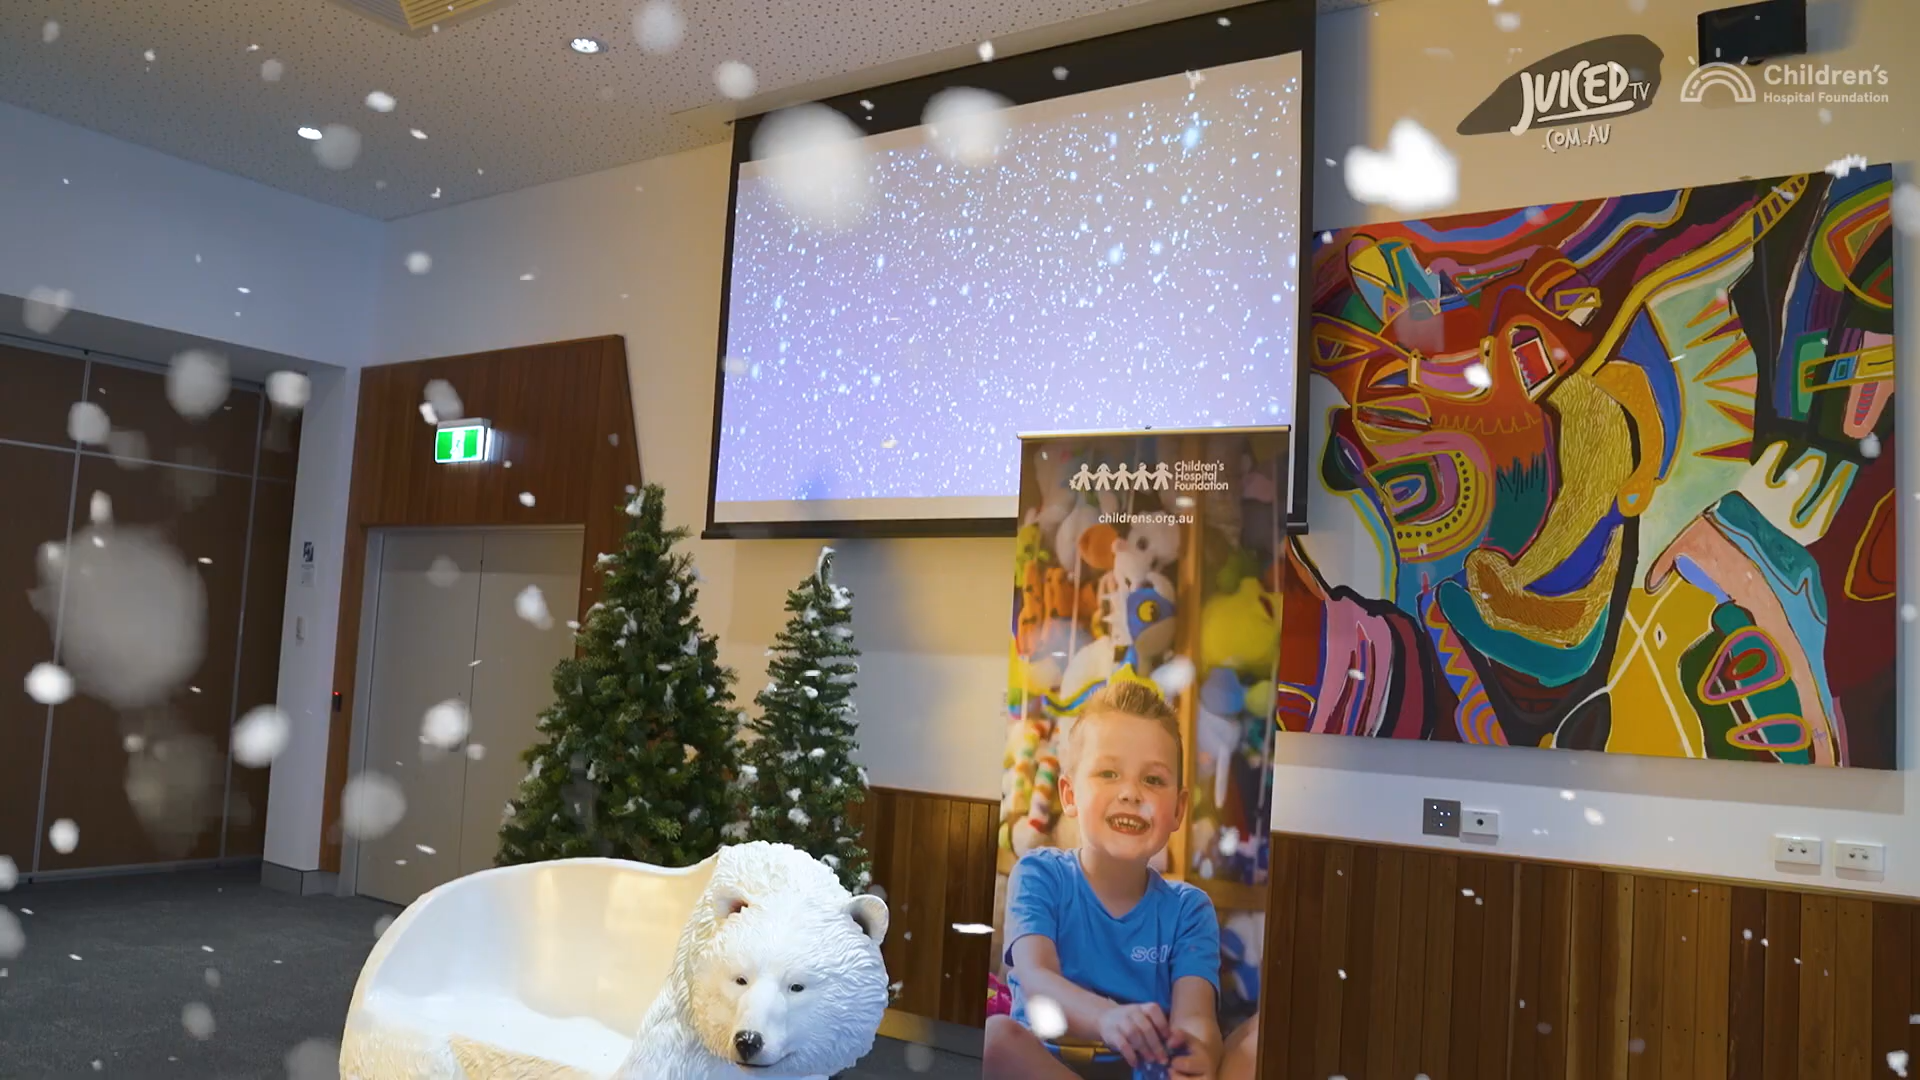 JUICED TV
.COM.AU
Children's
Hospital Foundation
Children's
Hospital
Foundation
childrens.org.au